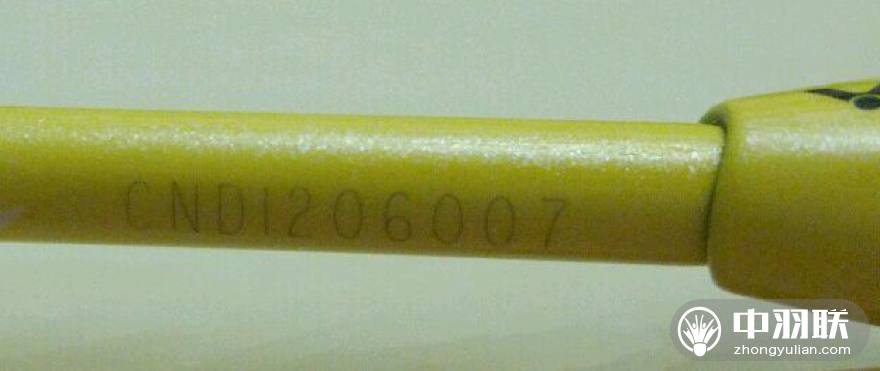 CND1206007
中羽联
zhongyulian.com